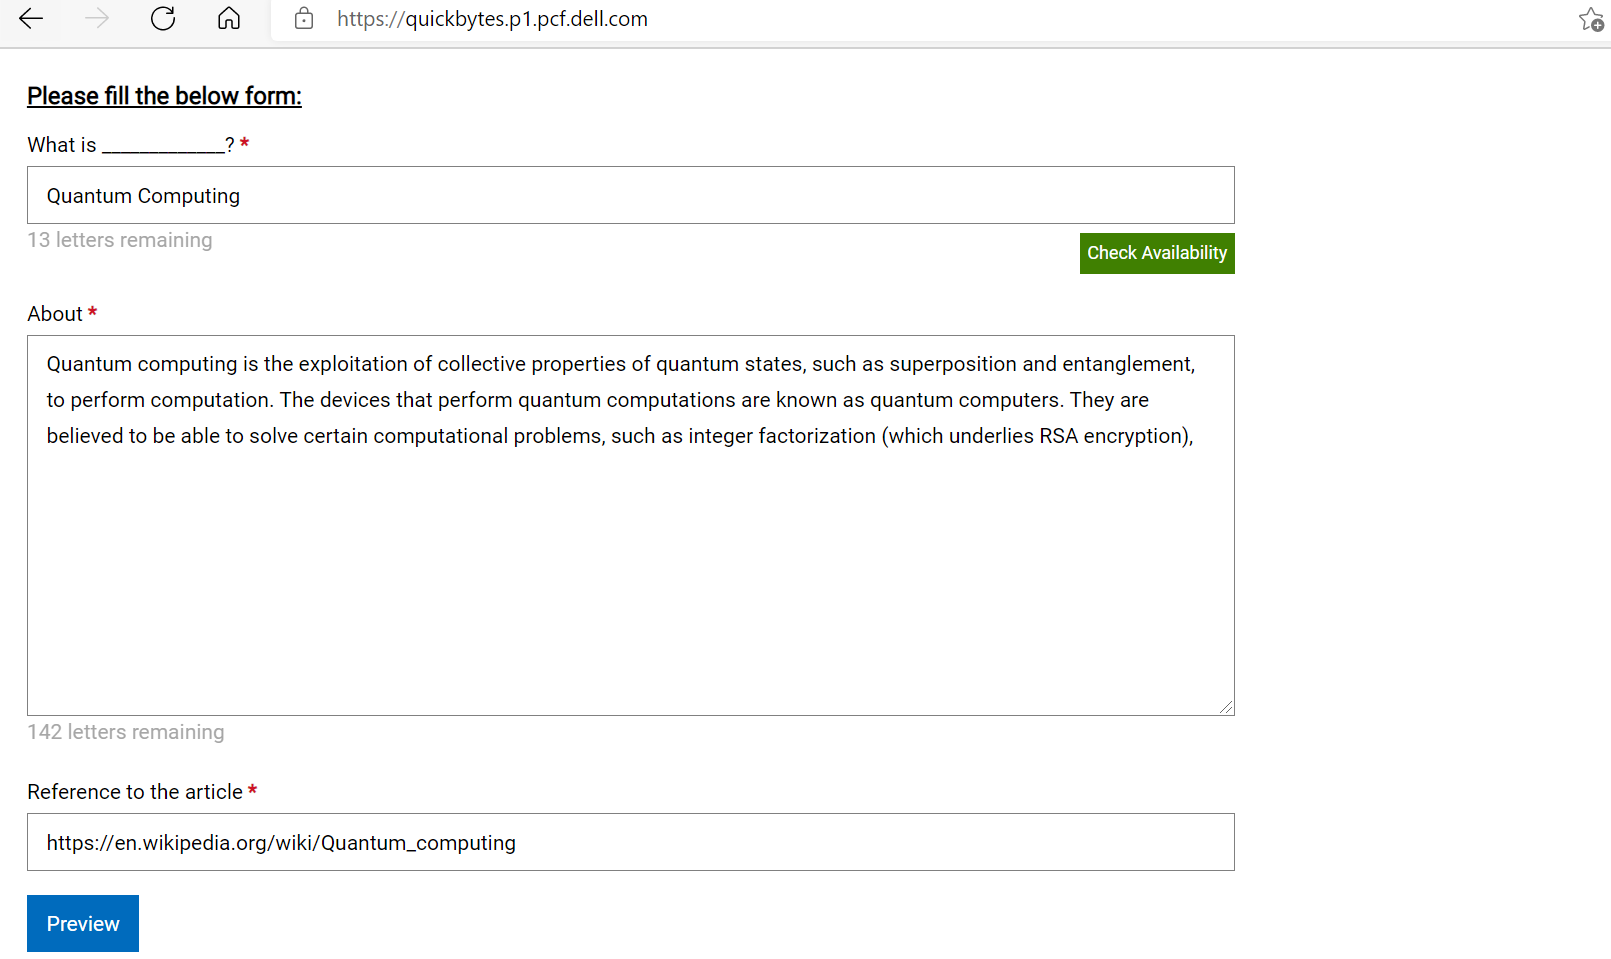 https://quickbytes.p1.pcf.dell.com
Please fill the below form:
What is _____________? *
Quantum Computing
13 letters remaining
Check Availability
About *
Quantum computing is the exploitation of collective properties of quantum states, such as superposition and entanglement,
to perform computation. The devices that perform quantum computations are known as quantum computers. They are
believed to be able to solve certain computational problems, such as integer factorization (which underlies RSA encryption),
142 letters remaining
Reference to the article *
https://en.wikipedia.org/wiki/Quantum_computing
Preview